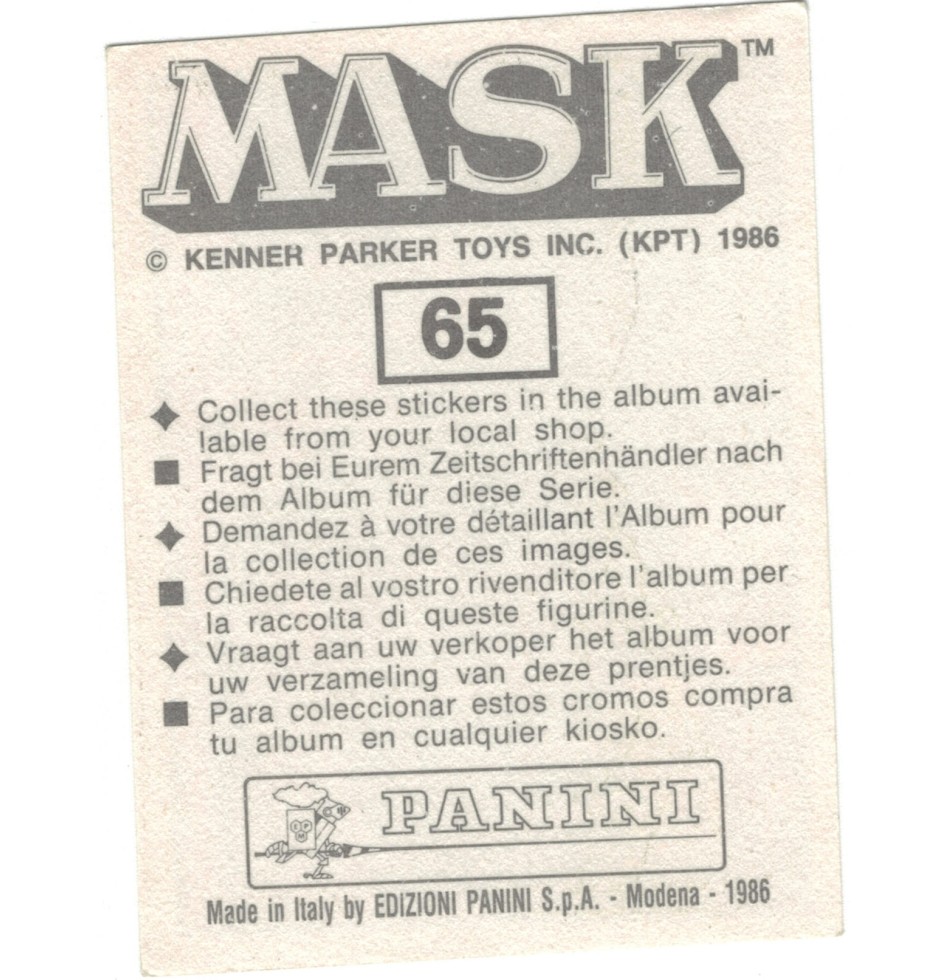 MASK™
© KENNER PARKER TOYS INC. (KPT) 1986
65
✦ Collect these stickers in the album avai-
lable from your local shop.
■ Fragt bei Eurem Zeitschriftenhändler nach
dem Album für diese Serie.
✦ Demandez à votre détaillant l'Album pour
la collection de ces images.
■ Chiedete al vostro rivenditore l'album per
la raccolta di queste figurine.
✦ Vraagt aan uw verkoper het album voor
uw verzameling van deze prentjes.
■ Para coleccionar estos cromos compra
tu album en cualquier kiosko.
PANINI
Made in Italy by EDIZIONI PANINI S.p.A. - Modena - 1986